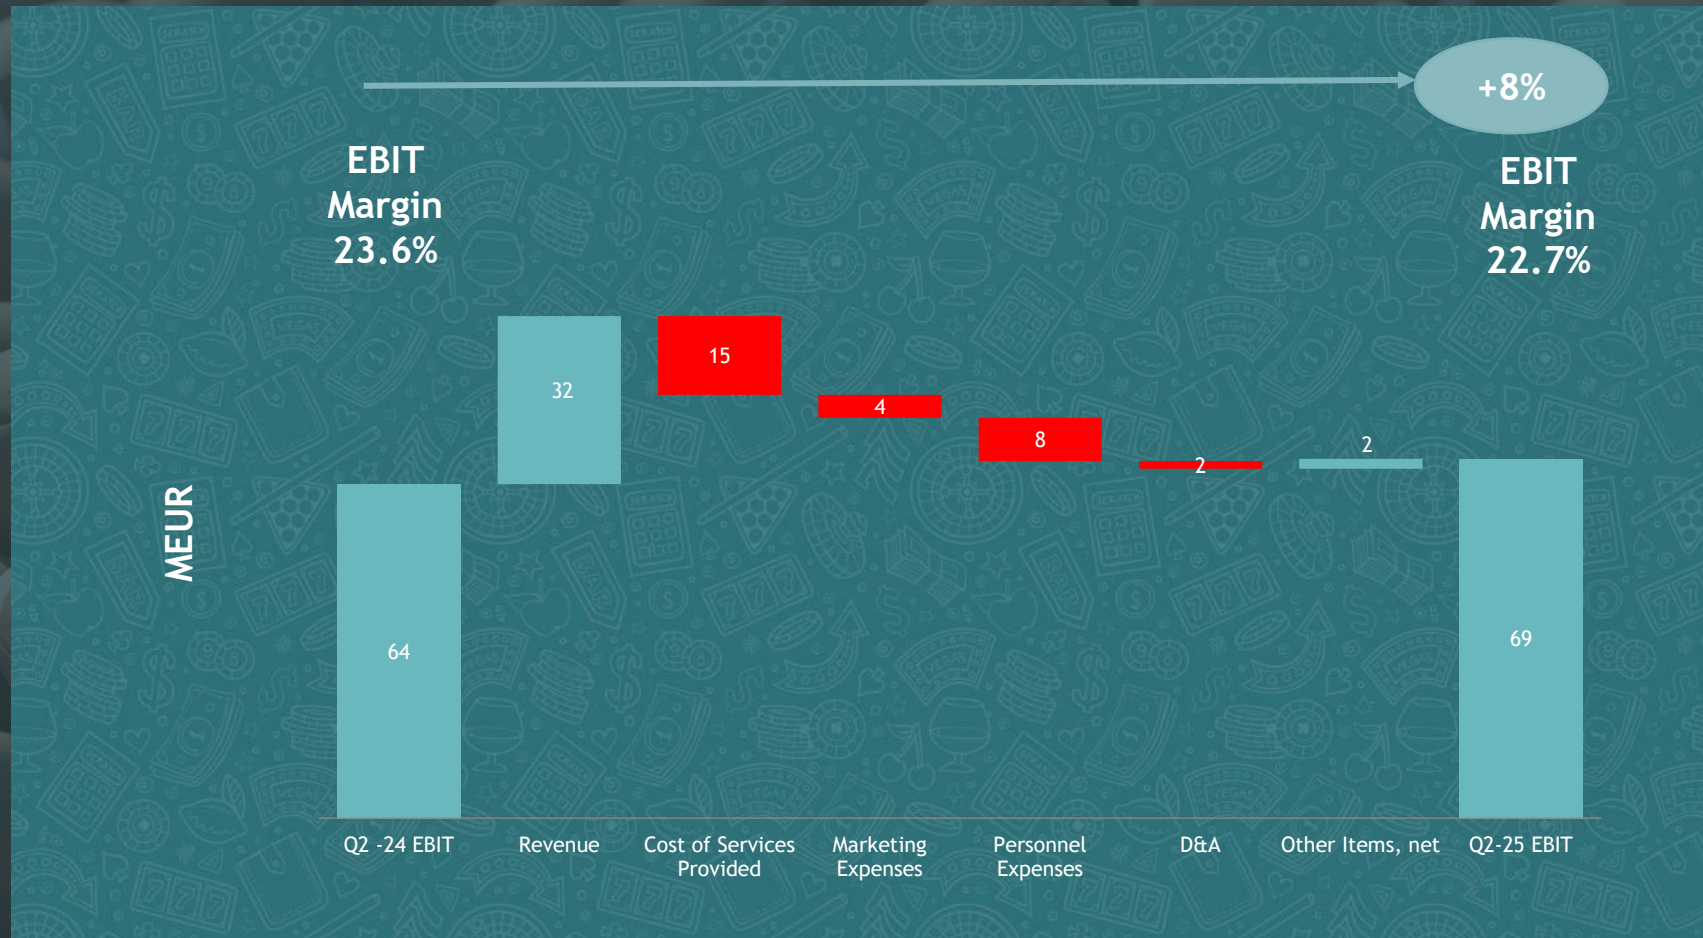 +8%
EBIT
Margin
23.6%
EBIT
Margin
22.7%
MEUR
64
32
15
4
8
2
2
69
Q2 -24 EBIT
Revenue
Cost of Services
Provided
Marketing
Expenses
Personnel
Expenses
D&A
Other Items, net
Q2-25 EBIT